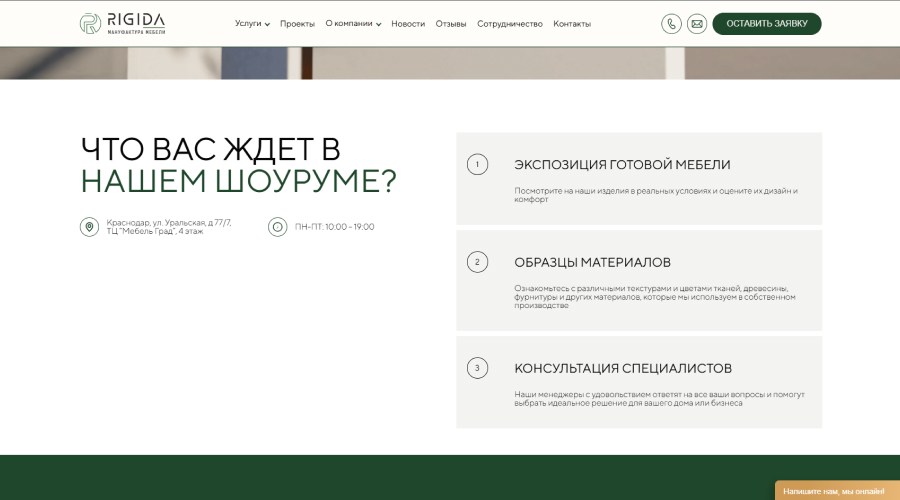 RIGIDA
МАНУФАКТУРА МЕБЕЛИ
Услуги
Проекты
О компании
Новости
Отзывы
Сотрудничество
Контакты
ОСТАВИТЬ ЗАЯВКУ
ЧТО ВАС ЖДЕТ В
НАШЕМ ШОУРУМЕ?
Краснодар, ул. Уральская, д 77/7,
ТЦ "Мебель Град", 4 этаж
ПН-ПТ: 10:00 - 19:00
1
ЭКСПОЗИЦИЯ ГОТОВОЙ МЕБЕЛИ
Посмотрите на наши изделия в реальных условиях и оцените их дизайн и
комфорт
2
ОБРАЗЦЫ МАТЕРИАЛОВ
Ознакомьтесь с различными текстурами и цветами тканей, древесины,
фурнитуры и других материалов, которые мы используем в собственном
производстве
3
КОНСУЛЬТАЦИЯ СПЕЦИАЛИСТОВ
Наши менеджеры с удовольствием ответят на все ваши вопросы и помогут
выбрать идеальное решение для вашего дома или бизнеса
Напишите нам, мы онлайн!